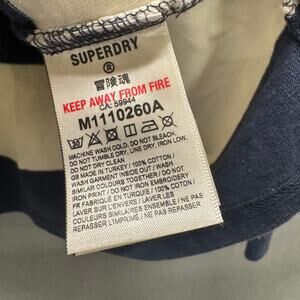 SUPERDRY
®
冒険魂
KEEP AWAY FROM FIRE
CA: 59944
M1110260A
MACHINE WASH COLD, DO NOT BLEACH,
DO NOT TUMBLE DRY, LINE DRY, IRON LOW,
DO NOT DRY CLEAN
GB MADE IN TURKEY / 100% COTTON /
WASH GARMENT INSIDE OUT / WASH WITH
SIMILAR COLOURS TOGETHER / DO NOT
IRON PRINT / DO NOT IRON EMBROIDERY
FR FABRIQUÉ EN TURQUIE / 100% COTTON /
LAVER SUR L'ENVERS / LAVER LES
COULEURS SIMILAIRES ENSEMBLE / NE PAS
REPASSER L'IMPRIMÉ / NE PAS REPASSER